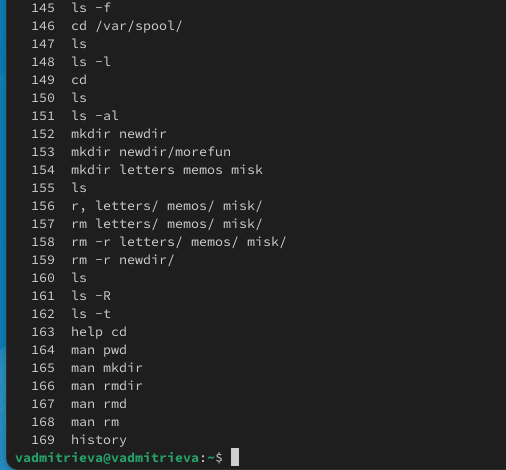 145 ls -f
146 cd /var/spool/
147 ls
148 ls -l
149 cd
150 ls
151 ls -al
152 mkdir newdir
153 mkdir newdir/morefun
154 mkdir letters memos misk
155 ls
156 r, letters/ memos/ misk/
157 rm letters/ memos/ misk/
158 rm -r letters/ memos/ misk/
159 rm -r newdir/
160 ls
161 ls -R
162 ls -t
163 help cd
164 man pwd
165 man mkdir
166 man rmdir
167 man rmd
168 man rm
169 history
vadmitrieva@vadmitrieva:~$